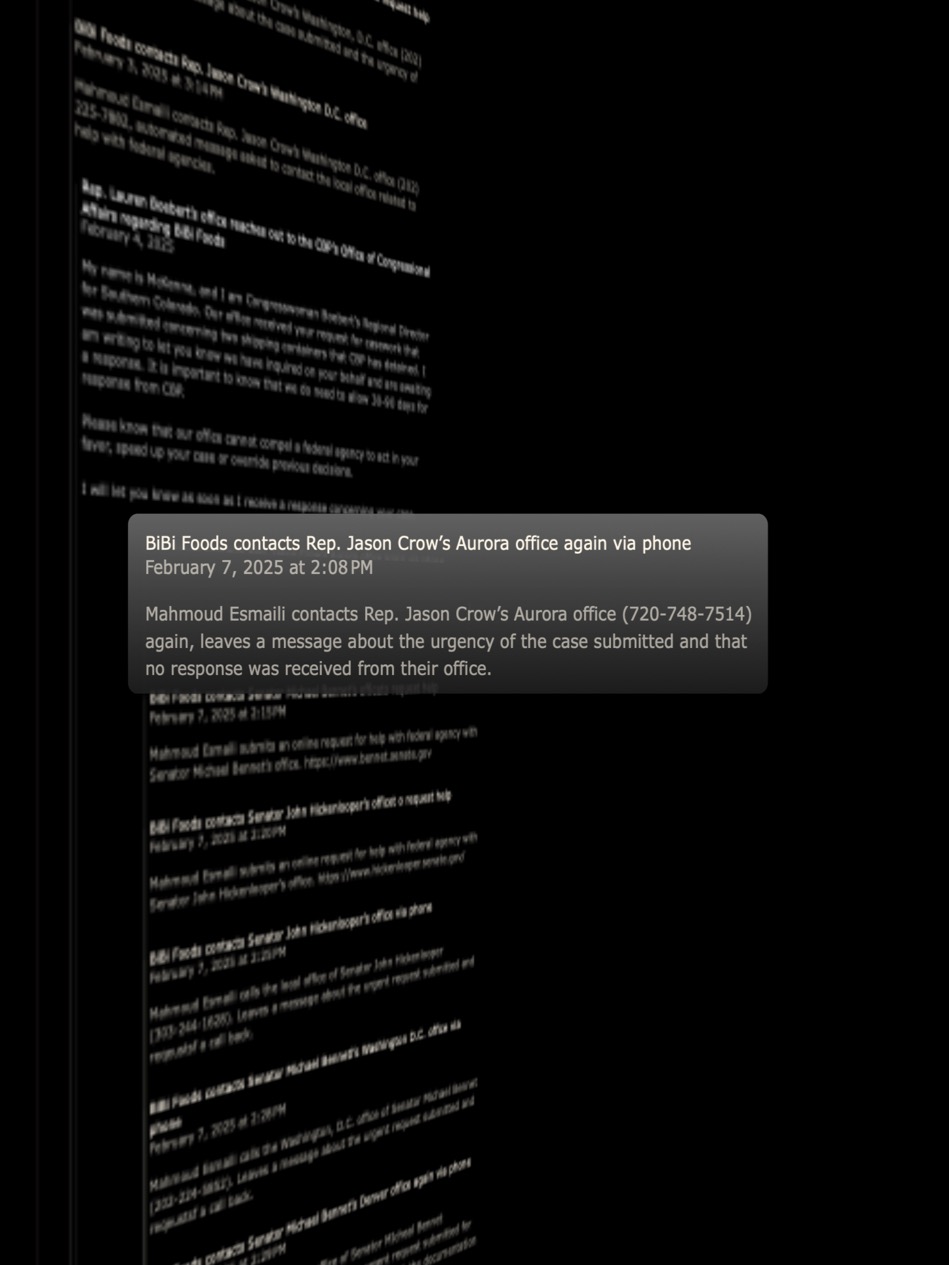 request help
Crow's Washington, D.C. office (202)
message about the case submitted and the urgency of
BiBi Foods contacts Rep. Jason Crow's Washington D.C. office
February 3, 2025 at 3:14PM
Mahmoud Esmaili contacts Rep. Jason Crow's Washington D.C. office (202)
automated message asked to contact the local office related to
help with federal agencies.
Rep. Lauren Boebert's office reaches out to the CBP's Office of Congressional
Affairs regarding BiBi Foods
February 4, 2025
My name is McKenna, and I am Congresswoman Boebert's Regional Director
for Southern Colorado. Our office received your request for casework that
was submitted concerning two shipping containers that CBP has detained. I
am writing to let you know we have inquired on your behalf and are awaiting
a response. It is important to know that we do need to allow days for
response from CBP.
Please know that our office cannot compel a federal agency to act in your
favor, speed up your case or override previous decisions.
I will let you know as soon as I receive a response concerning your case.
BiBi Foods contacts Rep. Jason Crow’s Aurora office again via phone
February 7, 2025 at 2:08 PM
Mahmoud Esmaili contacts Rep. Jason Crow’s Aurora office (720-748-7514)
again, leaves a message about the urgency of the case submitted and that
no response was received from their office.
BiBi Foods contacts Senator Michael Bennet's request help
February 7, 2025 at 2:15PM
Mahmoud Esmaili submits an online request for help with federal agency with
Senator Michael Bennet's office. https://www.bennet.senate.gov
BiBi Foods contacts Senator John Hickenlooper's officet o request help
February 7, 2025 at 2:20PM
Mahmoud Esmaili submits an online request for help with federal agency with
Senator John Hickenlooper's office. https://www.hickenlooper.senate.gov/
BiBi Foods contacts Senator John Hickenlooper's office via phone
February 7, 2025 at 2:25PM
Mahmoud Esmaili calls the local office of Senator John Hickenlooper
(303-244-1628). Leaves a message about the urgent request submitted and
a call back.
BiBi Foods contacts Senator Michael Bennet's Washington D.C. office via
phone
February 7, 2025 at 2:28PM
Mahmoud Esmaili calls the Washington, D.C. office of Senator Michael Bennet
(202-224-5852). Leaves a message about the urgent request submitted and
a call back.
Foods contacts Senator Michael Bennet's Denver office again via phone
2025 at
office of Senator Michael Bennet
request submitted for
documentation